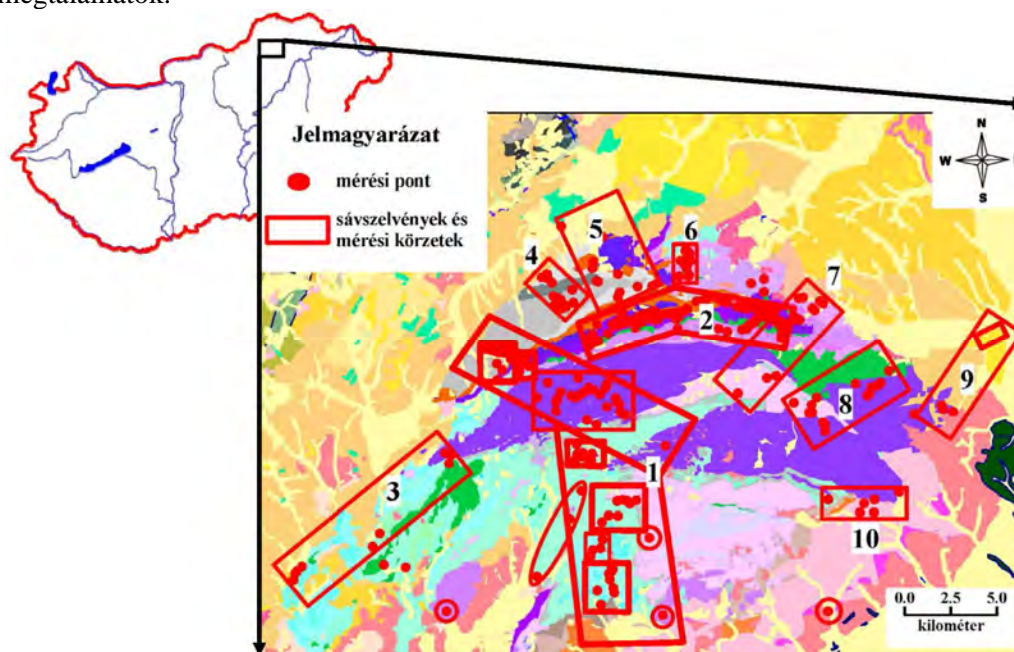 megtalálhatók.
Jelmagyarázat
mérési pont
sávszelvények és
mérési körzetek
N
W
S
4
5
6
7
2
9
8
1
3
10
0.0 2.5 5.0
kilométer